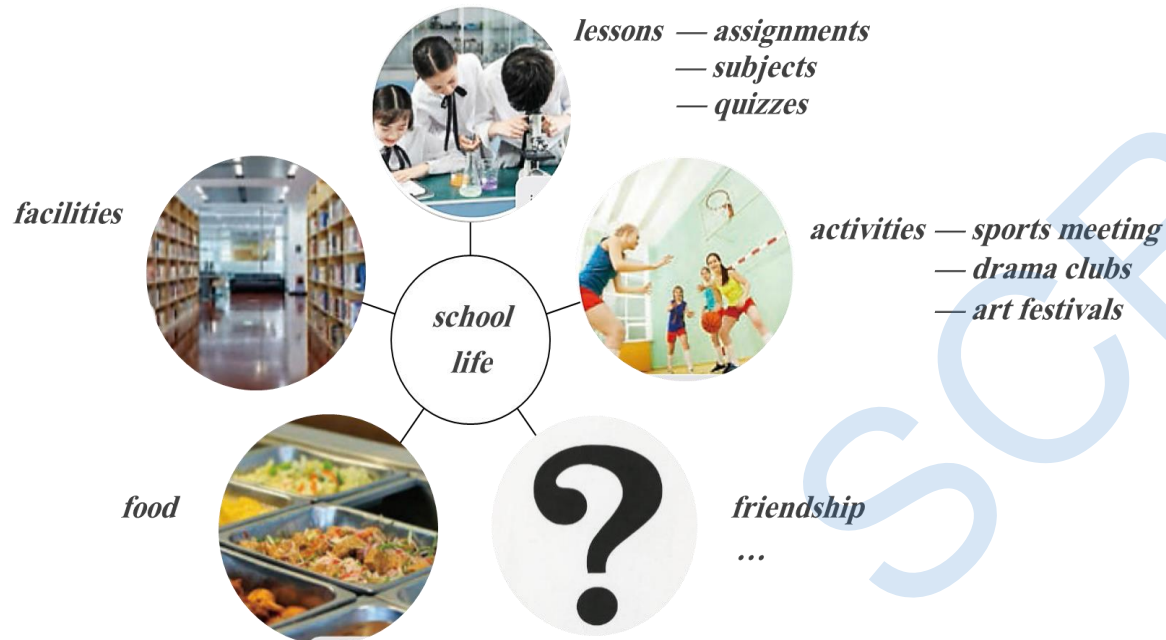 lessons — assignments
— subjects
— quizzes
facilities
activities — sports meeting
— drama clubs
— art festivals
school
life
food
friendship
...
?